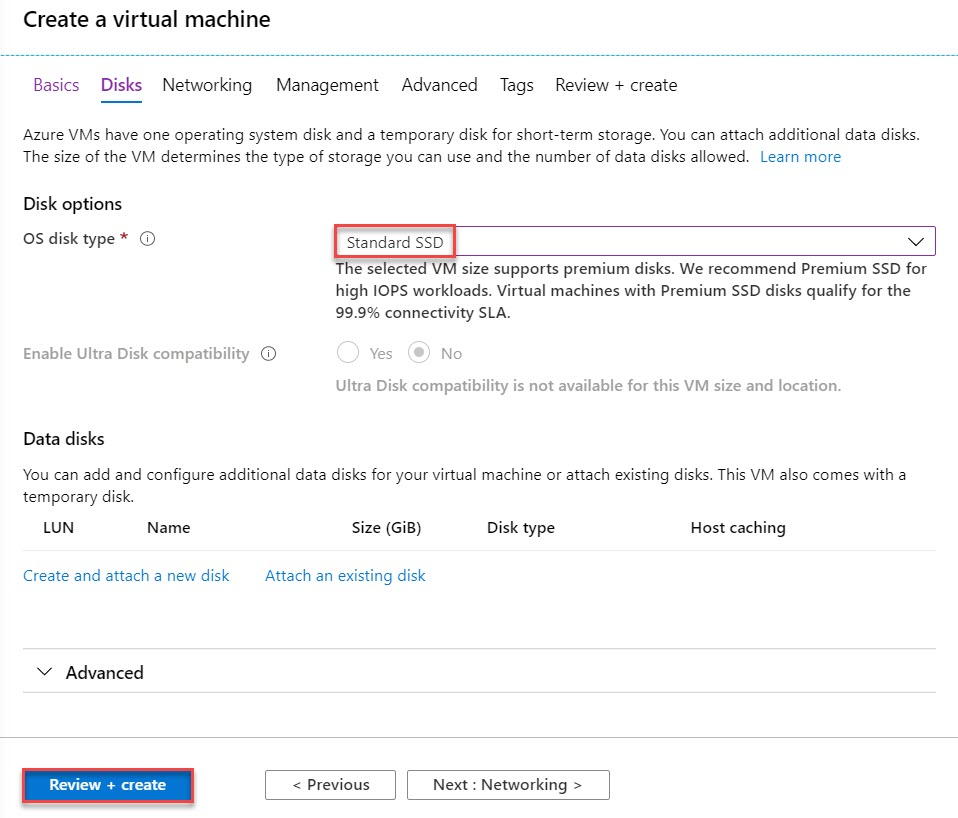 Create a virtual machine
Basics Disks Networking Management Advanced Tags Review + create
Azure VMs have one operating system disk and a temporary disk for short-term storage. You can attach additional data disks.
The size of the VM determines the type of storage you can use and the number of data disks allowed. Learn more
Disk options
OS disk type *
Standard SSD
The selected VM size supports premium disks. We recommend Premium SSD for
high IOPS workloads. Virtual machines with Premium SSD disks qualify for the
99.9% connectivity SLA.
Enable Ultra Disk compatibility Yes No
Ultra Disk compatibility is not available for this VM size and location.
Data disks
You can add and configure additional data disks for your virtual machine or attach existing disks. This VM also comes with a
temporary disk.
LUN Name Size (GiB) Disk type Host caching
Create and attach a new disk Attach an existing disk
Advanced
Review + create < Previous Next : Networking >